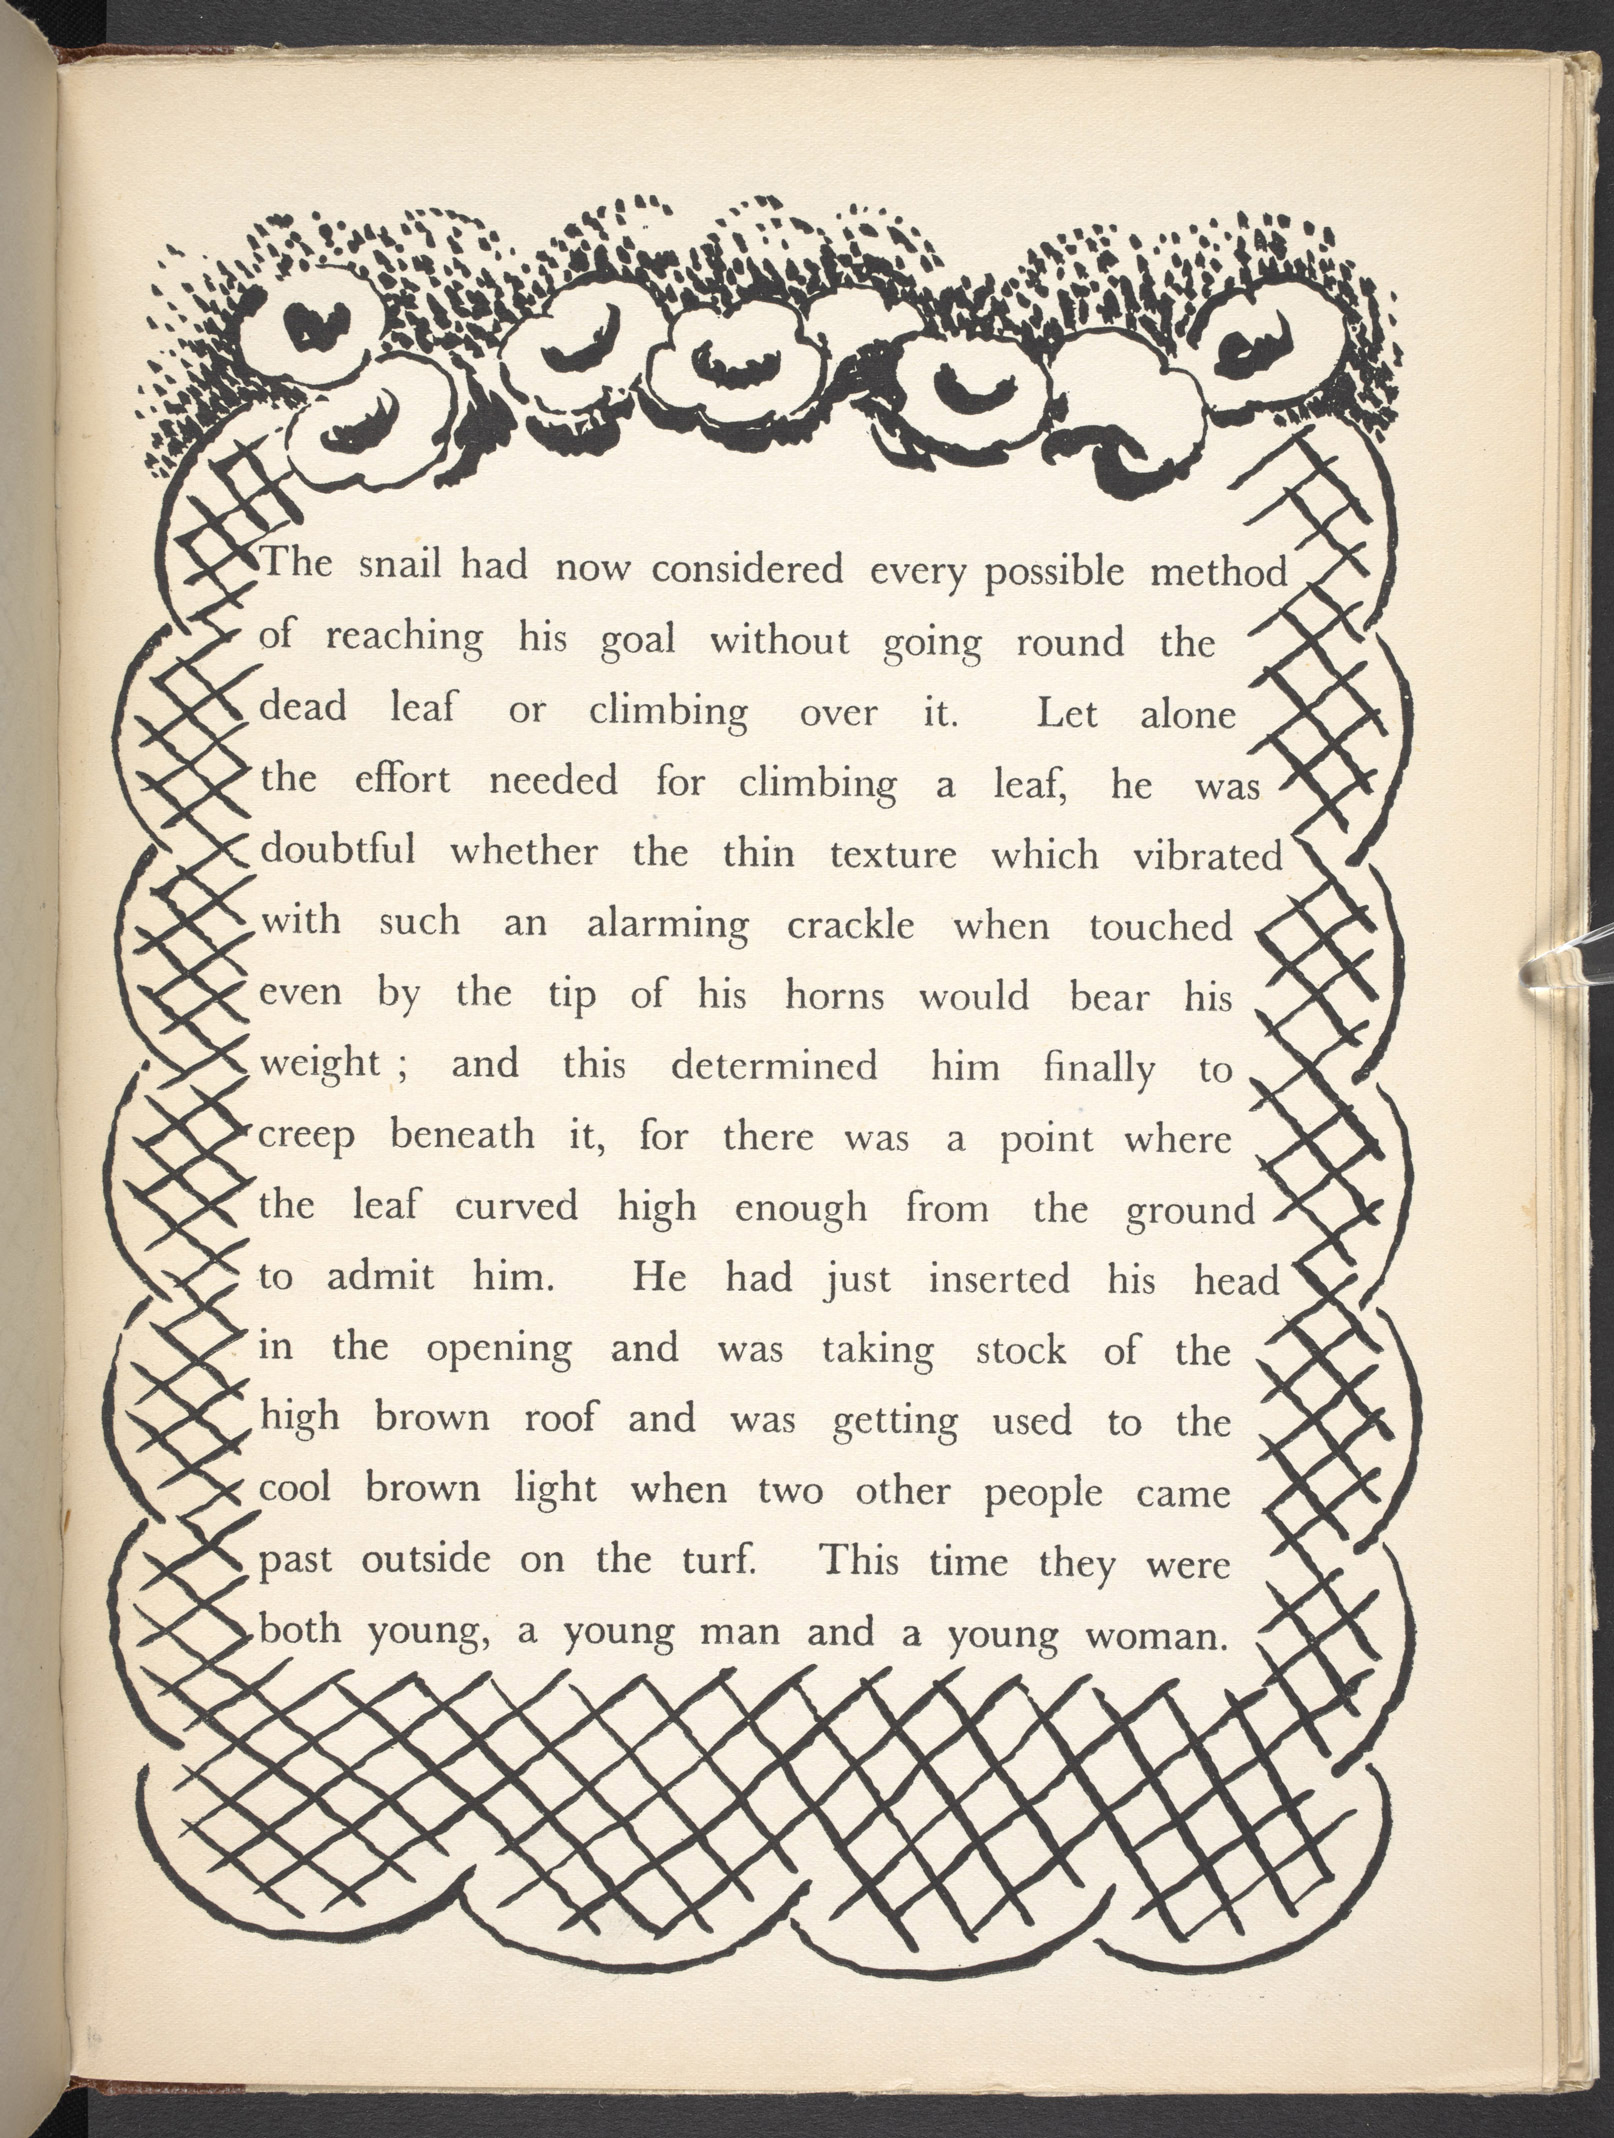 The snail had now considered every possible method
of reaching his goal without going round the
dead leaf or climbing over it. Let alone
the effort needed for climbing a leaf, he was
doubtful whether the thin texture which vibrated
with such an alarming crackle when touched
even by the tip of his horns would bear his
weight ; and this determined him finally to
creep beneath it, for there was a point where
the leaf curved high enough from the ground
to admit him. He had just inserted his head
in the opening and was taking stock of the
high brown roof and was getting used to the
cool brown light when two other people came
past outside on the turf. This time they were
both young, a young man and a young woman.